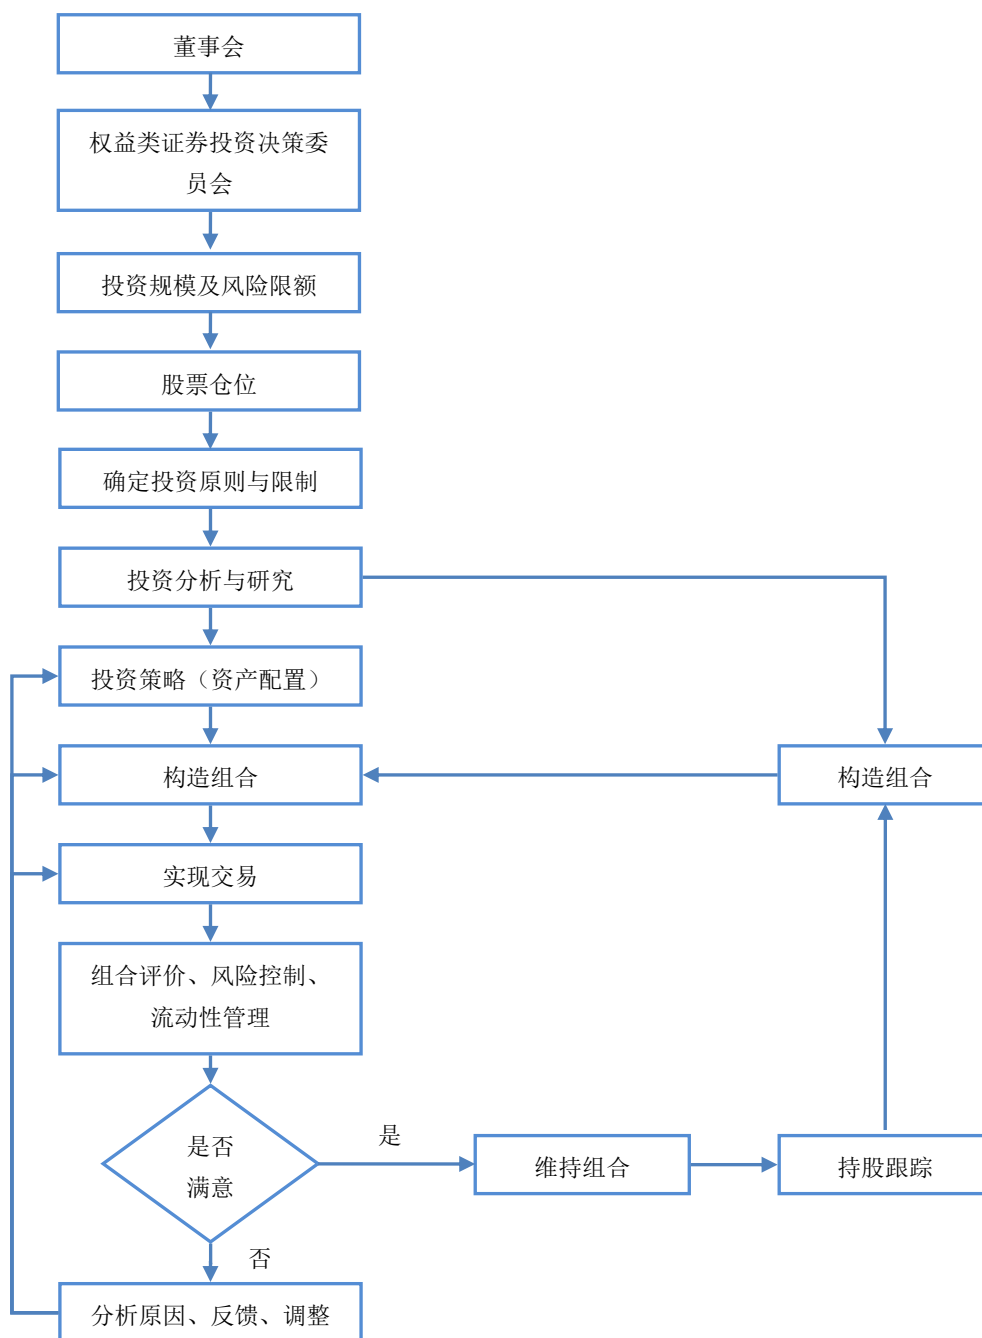 董事会
权益类证券投资决策委
员会
投资规模及风险限额
股票仓位
确定投资原则与限制
投资分析与研究
投资策略（资产配置）
构造组合
构造组合
实现交易
组合评价、风险控制、
流动性管理
是否
满意
是
维持组合
持股跟踪
否
分析原因、反馈、调整